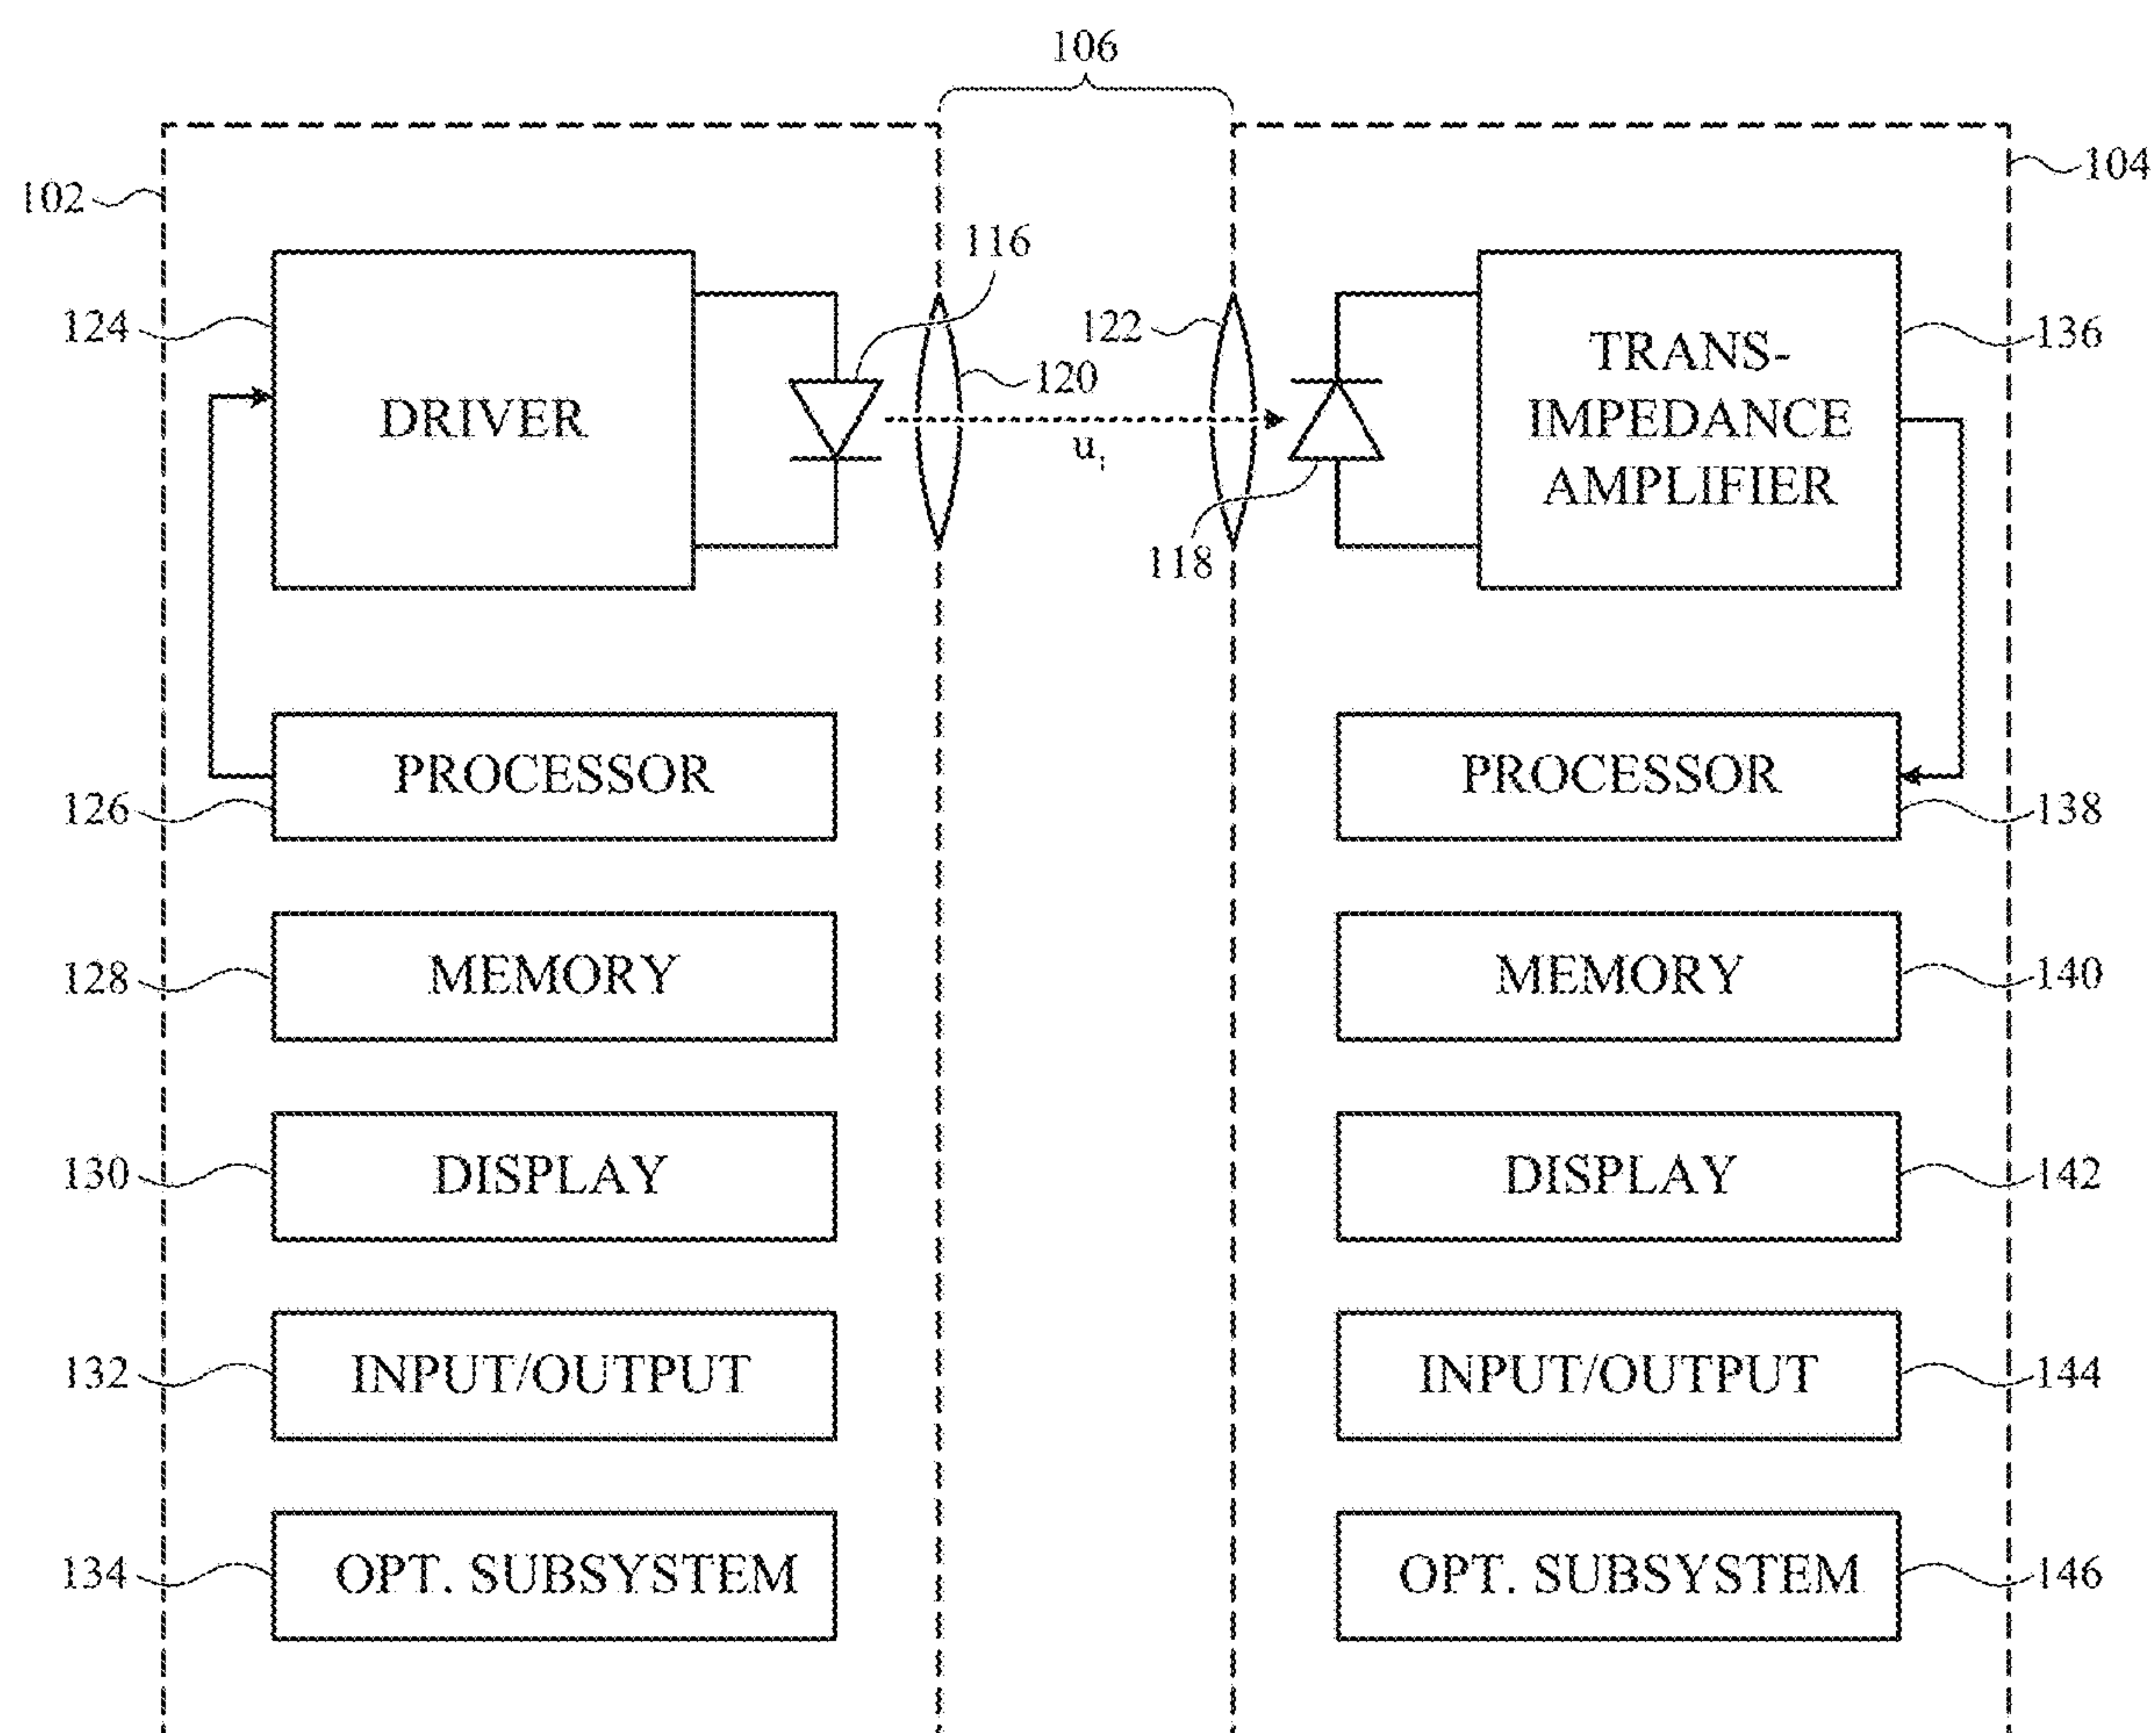 106
102
104
116
124
DRIVER
120
u₁
122
118
TRANS-
IMPEDANCE
AMPLIFIER
136
PROCESSOR
126
PROCESSOR
138
128
MEMORY
MEMORY
140
130
DISPLAY
DISPLAY
142
132
INPUT/OUTPUT
INPUT/OUTPUT
144
134
OPT. SUBSYSTEM
OPT. SUBSYSTEM
146